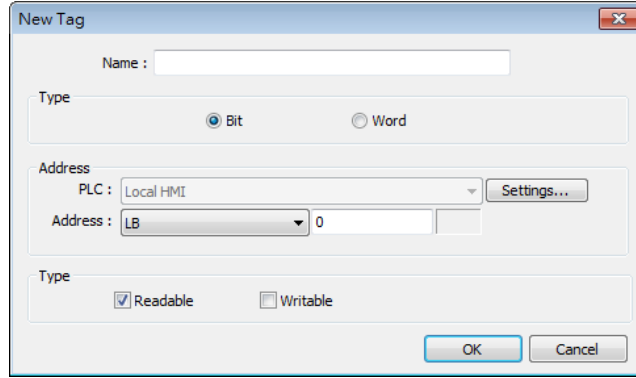 New Tag
Name :
Type
Bit Word
Address
PLC : Local HMI Settings...
Address : LB 0
Type
Readable Writable
OK Cancel